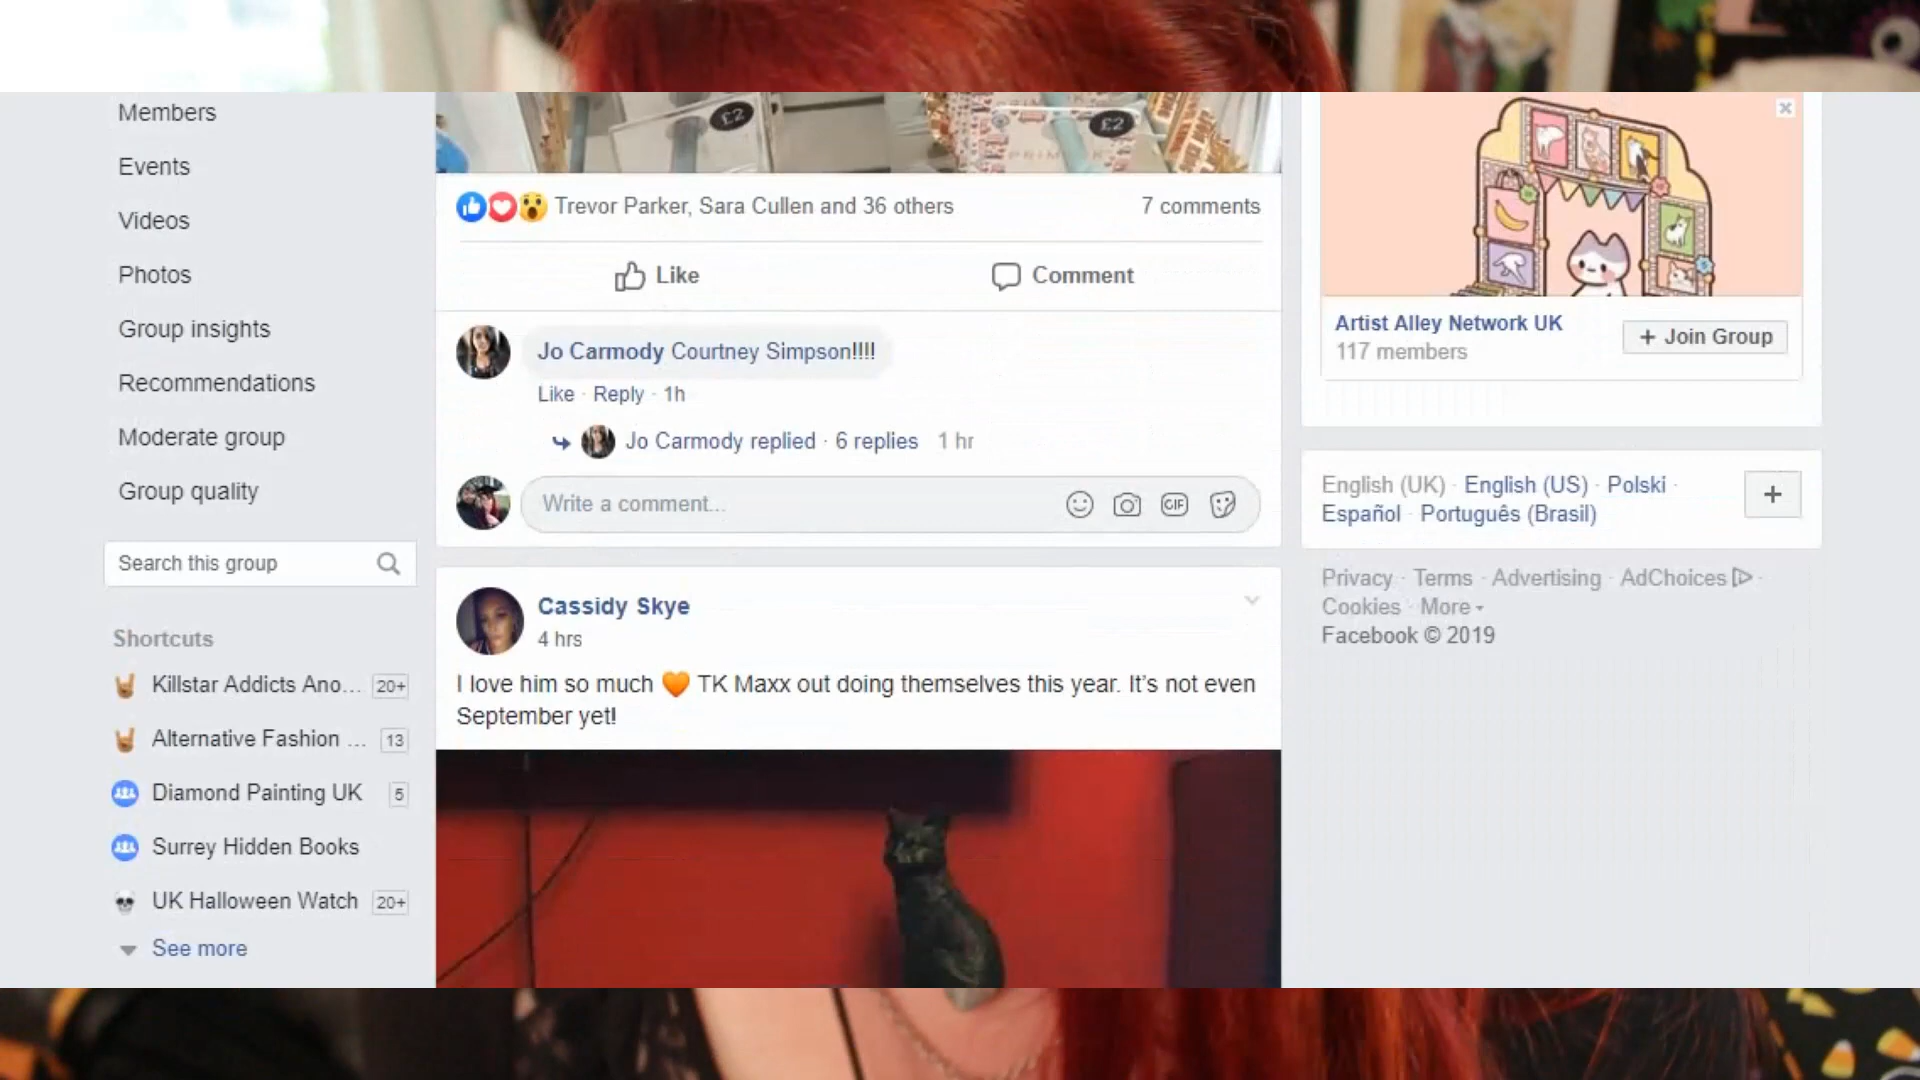 Members
Events
Videos
Photos
Group insights
Recommendations
Moderate group
Group quality
Search this group
Shortcuts
Killstar Addicts Ano... 20+
Alternative Fashion ... 13
Diamond Painting UK 5
Surrey Hidden Books
UK Halloween Watch 20+
See more
£2
£2
Trevor Parker, Sara Cullen and 36 others 7 comments
Like Comment
Jo Carmody Courtney Simpson!!!!
Like · Reply · 1h
Jo Carmody replied · 6 replies 1 hr
Write a comment...
GIF
Cassidy Skye
4 hrs
I love him so much 🧡 TK Maxx out doing themselves this year. It's not even
September yet!
Artist Alley Network UK
117 members
+ Join Group
English (UK) · English (US) · Polski ·
Español · Português (Brasil)
+
Privacy · Terms · Advertising · AdChoices ·
Cookies · More
Facebook © 2019